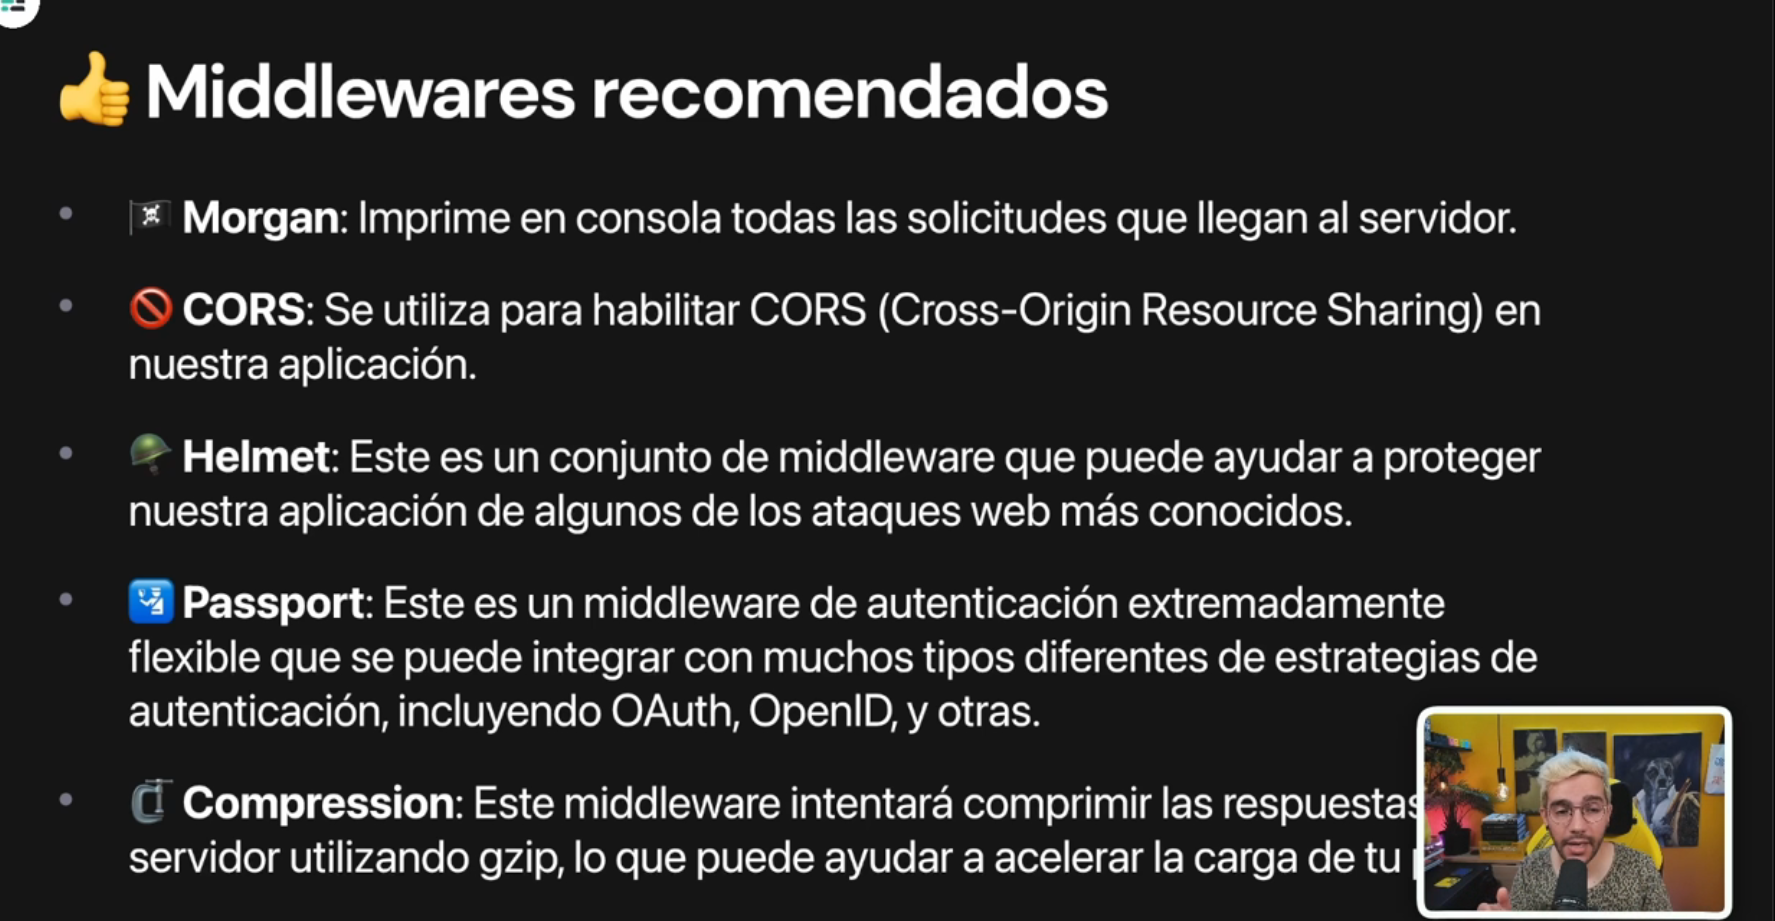 👍 Middlewares recomendados
• 🏴‍☠️ Morgan: Imprime en consola todas las solicitudes que llegan al servidor.
• 🚫 CORS: Se utiliza para habilitar CORS (Cross-Origin Resource Sharing) en
nuestra aplicación.
• 🪖 Helmet: Este es un conjunto de middleware que puede ayudar a proteger
nuestra aplicación de algunos de los ataques web más conocidos.
• 🛂 Passport: Este es un middleware de autenticación extremadamente
flexible que se puede integrar con muchos tipos diferentes de estrategias de
autenticación, incluyendo OAuth, OpenID, y otras.
• 🗜️ Compression: Este middleware intentará comprimir las respuestas
servidor utilizando gzip, lo que puede ayudar a acelerar la carga de tu